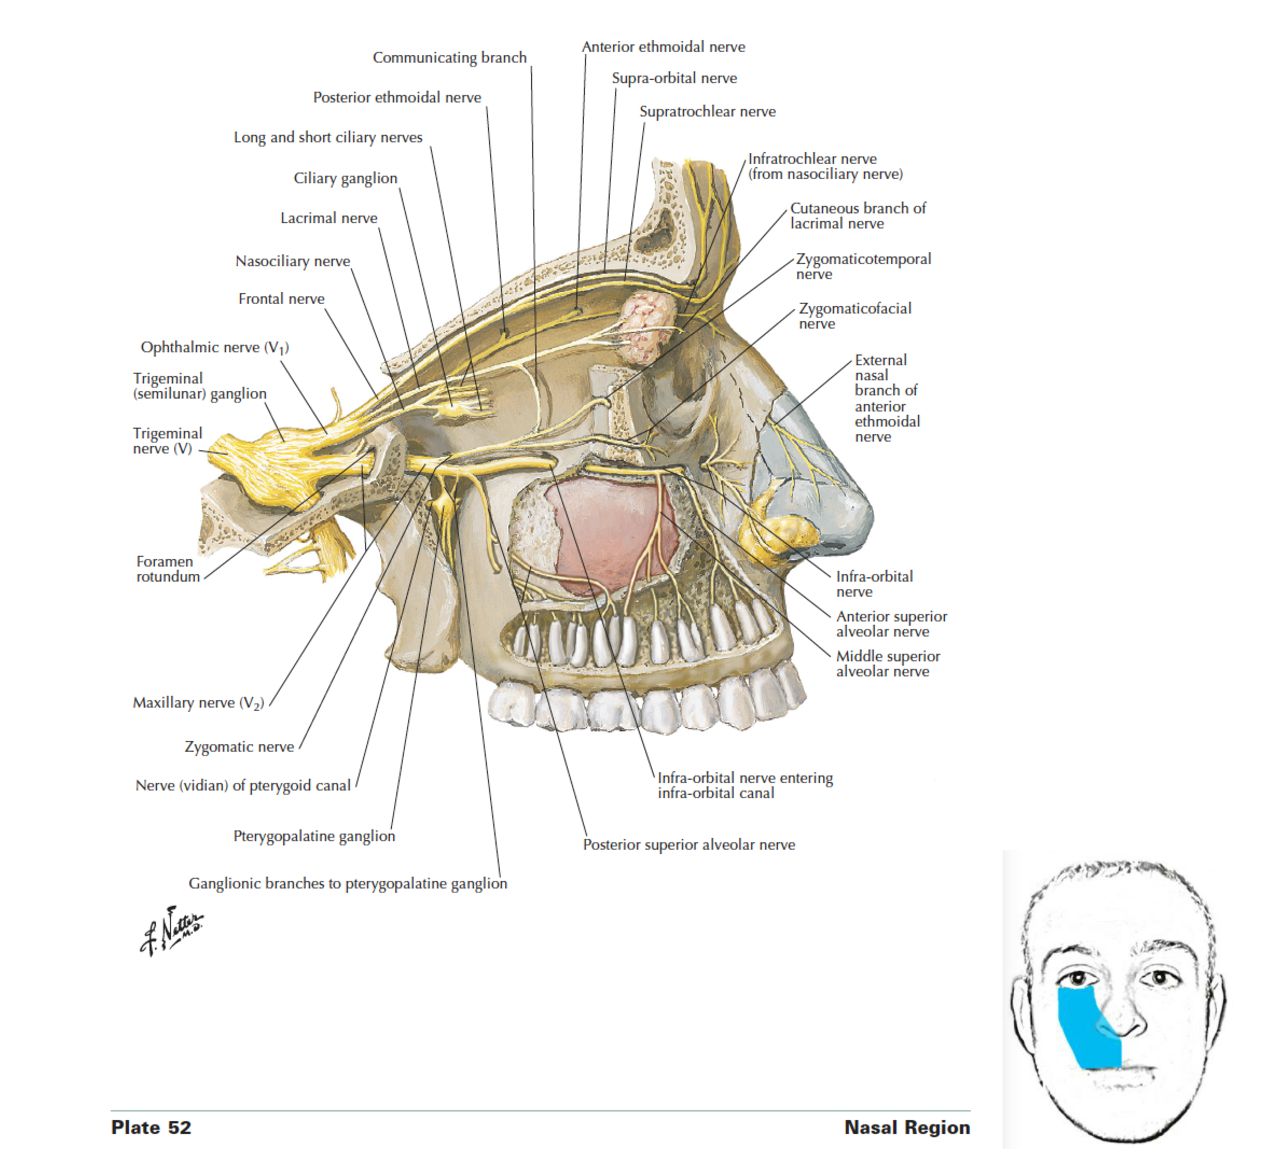 Communicating branch
Anterior ethmoidal nerve
Supra-orbital nerve
Posterior ethmoidal nerve
Supratrochlear nerve
Long and short ciliary nerves
Infratrochlear nerve
(from nasociliary nerve)
Ciliary ganglion
Cutaneous branch of
lacrimal nerve
Lacrimal nerve
Zygomaticotemporal
nerve
Nasociliary nerve
Frontal nerve
Zygomaticofacial
nerve
Ophthalmic nerve (V1)
External
nasal
branch of
anterior
ethmoidal
nerve
Trigeminal
(semilunar) ganglion
Trigeminal
nerve (V)
Foramen
rotundum
Infra-orbital
nerve
Anterior superior
alveolar nerve
Middle superior
alveolar nerve
Maxillary nerve (V2)
Zygomatic nerve
Nerve (vidian) of pterygoid canal
Infra-orbital nerve entering
infra-orbital canal
Pterygopalatine ganglion
Posterior superior alveolar nerve
Ganglionic branches to pterygopalatine ganglion
F. Netter
M.D.
Plate 52
Nasal Region